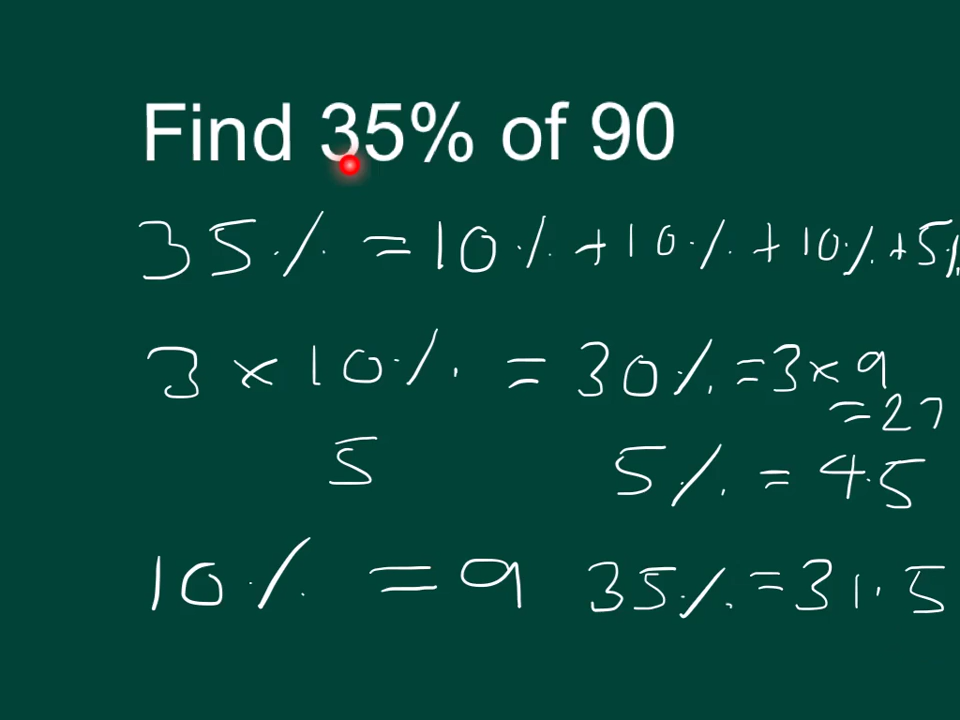 Find 35% of 90
35% = 10% + 10% + 10% + 5%
3 × 10% = 30% = 3 × 9
= 27
5
5% = 4.5
10% = 9
35% = 31.5